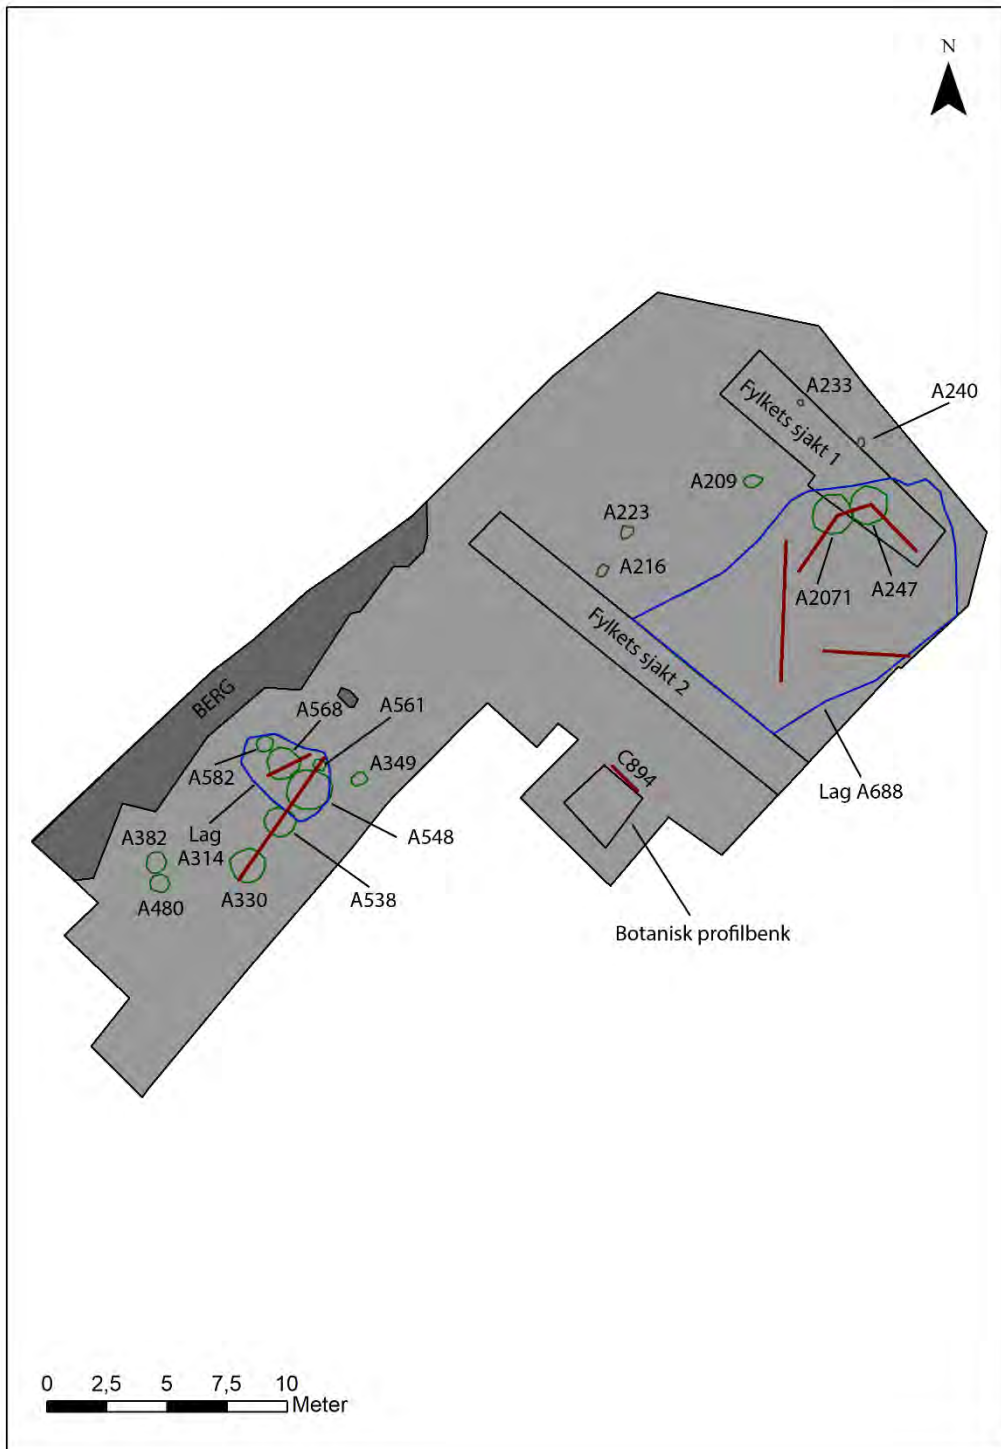 N
A233
A240
Fylkets sjakt 1
A209
A223
A216
A2071
A247
Fylkets sjakt 2
BERG
A568
A561
A582
A349
C894
Lag A688
A382
Lag
A314
A548
A480
A330
A538
Botanisk profilbenk
0 2,5 5 7,5 10
Meter